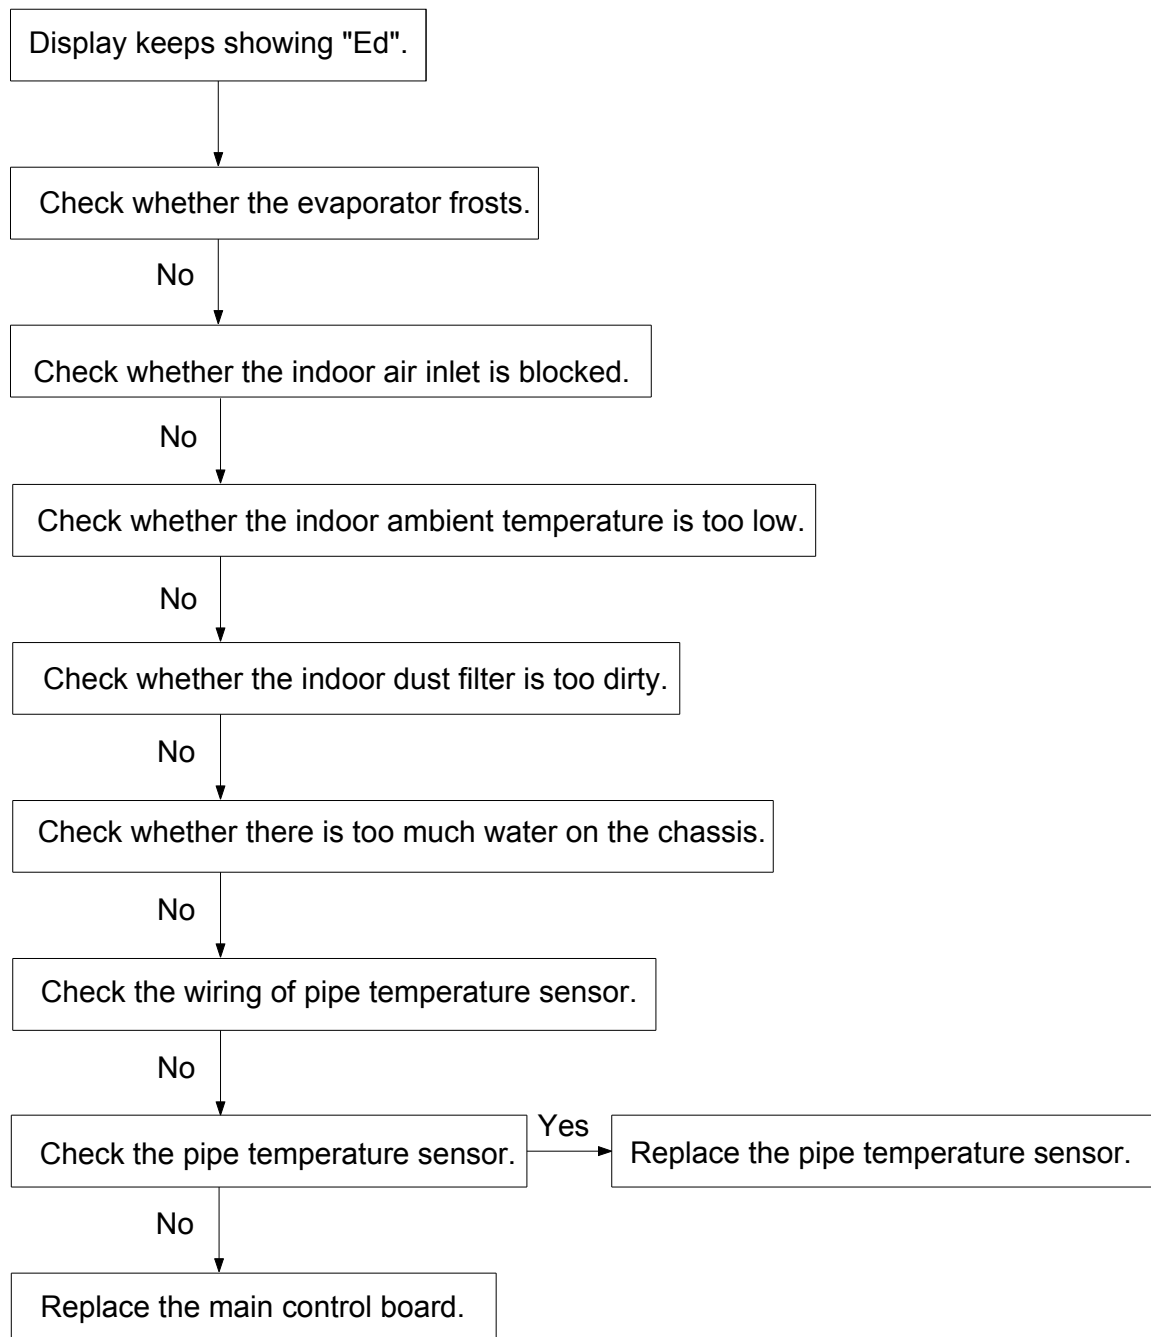 Display keeps showing "Ed".
Check whether the evaporator frosts.
No
Check whether the indoor air inlet is blocked.
No
Check whether the indoor ambient temperature is too low.
No
Check whether the indoor dust filter is too dirty.
No
Check whether there is too much water on the chassis.
No
Check the wiring of pipe temperature sensor.
No
Check the pipe temperature sensor.
Yes
Replace the pipe temperature sensor.
No
Replace the main control board.